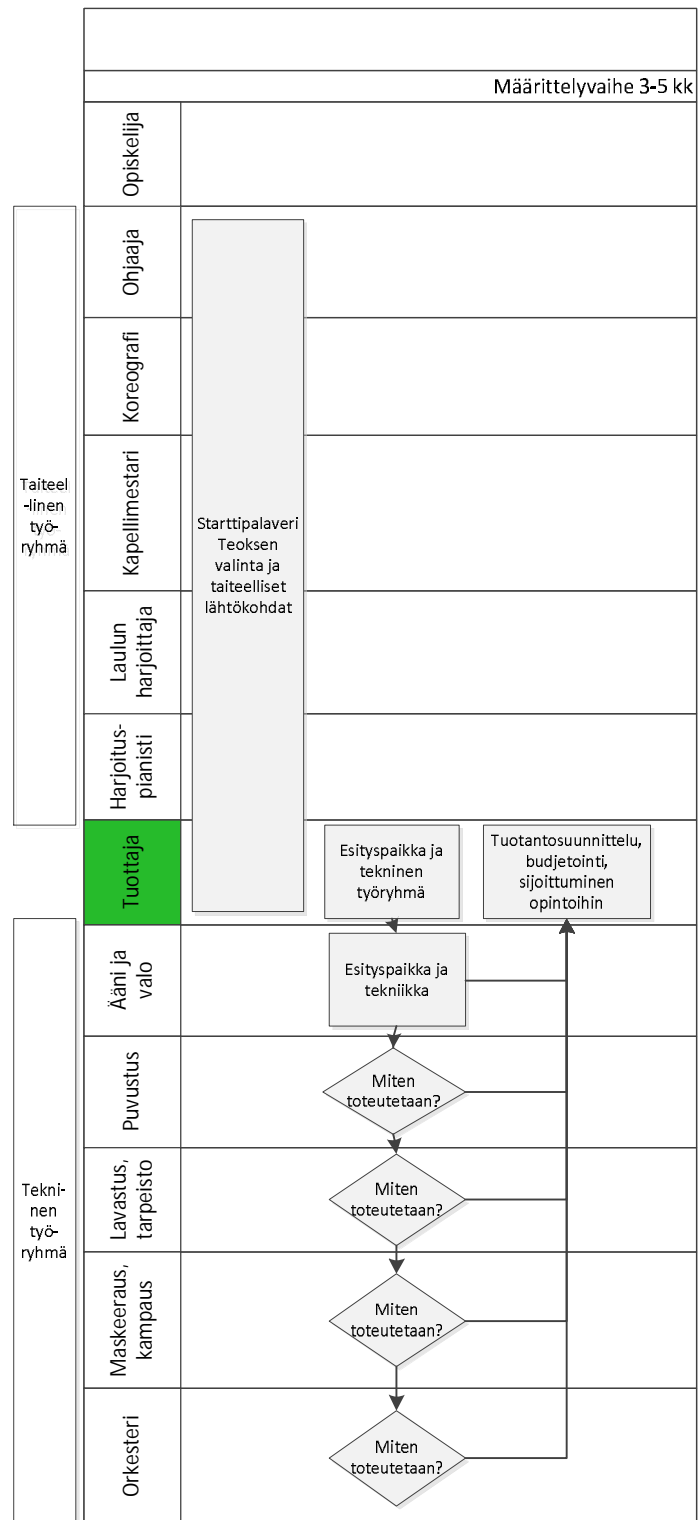 Määrittelyvaihe 3-5 kk
Opiskelija
Taiteel
-linen
työ-
ryhmä
Ohjaaja
Koreografi
Kapellimestari
Laulun
harjoittaja
Harjoitus-
pianisti
Starttipalaveri
Teoksen
valinta ja
taiteelliset
lähtökohdat
Tuottaja
Esityspaikka ja
tekninen
työryhmä
Tuotantosuunnittelu,
budjetointi,
sijoittuminen
opintoihin
Tekni-
nen
työ-
ryhmä
Ääni ja
valo
Esityspaikka ja
tekniikka
Puvustus
Miten
toteutetaan?
Lavastus,
tarpeisto
Miten
toteutetaan?
Maskeeraus,
kampaus
Miten
toteutetaan?
Orkesteri
Miten
toteutetaan?